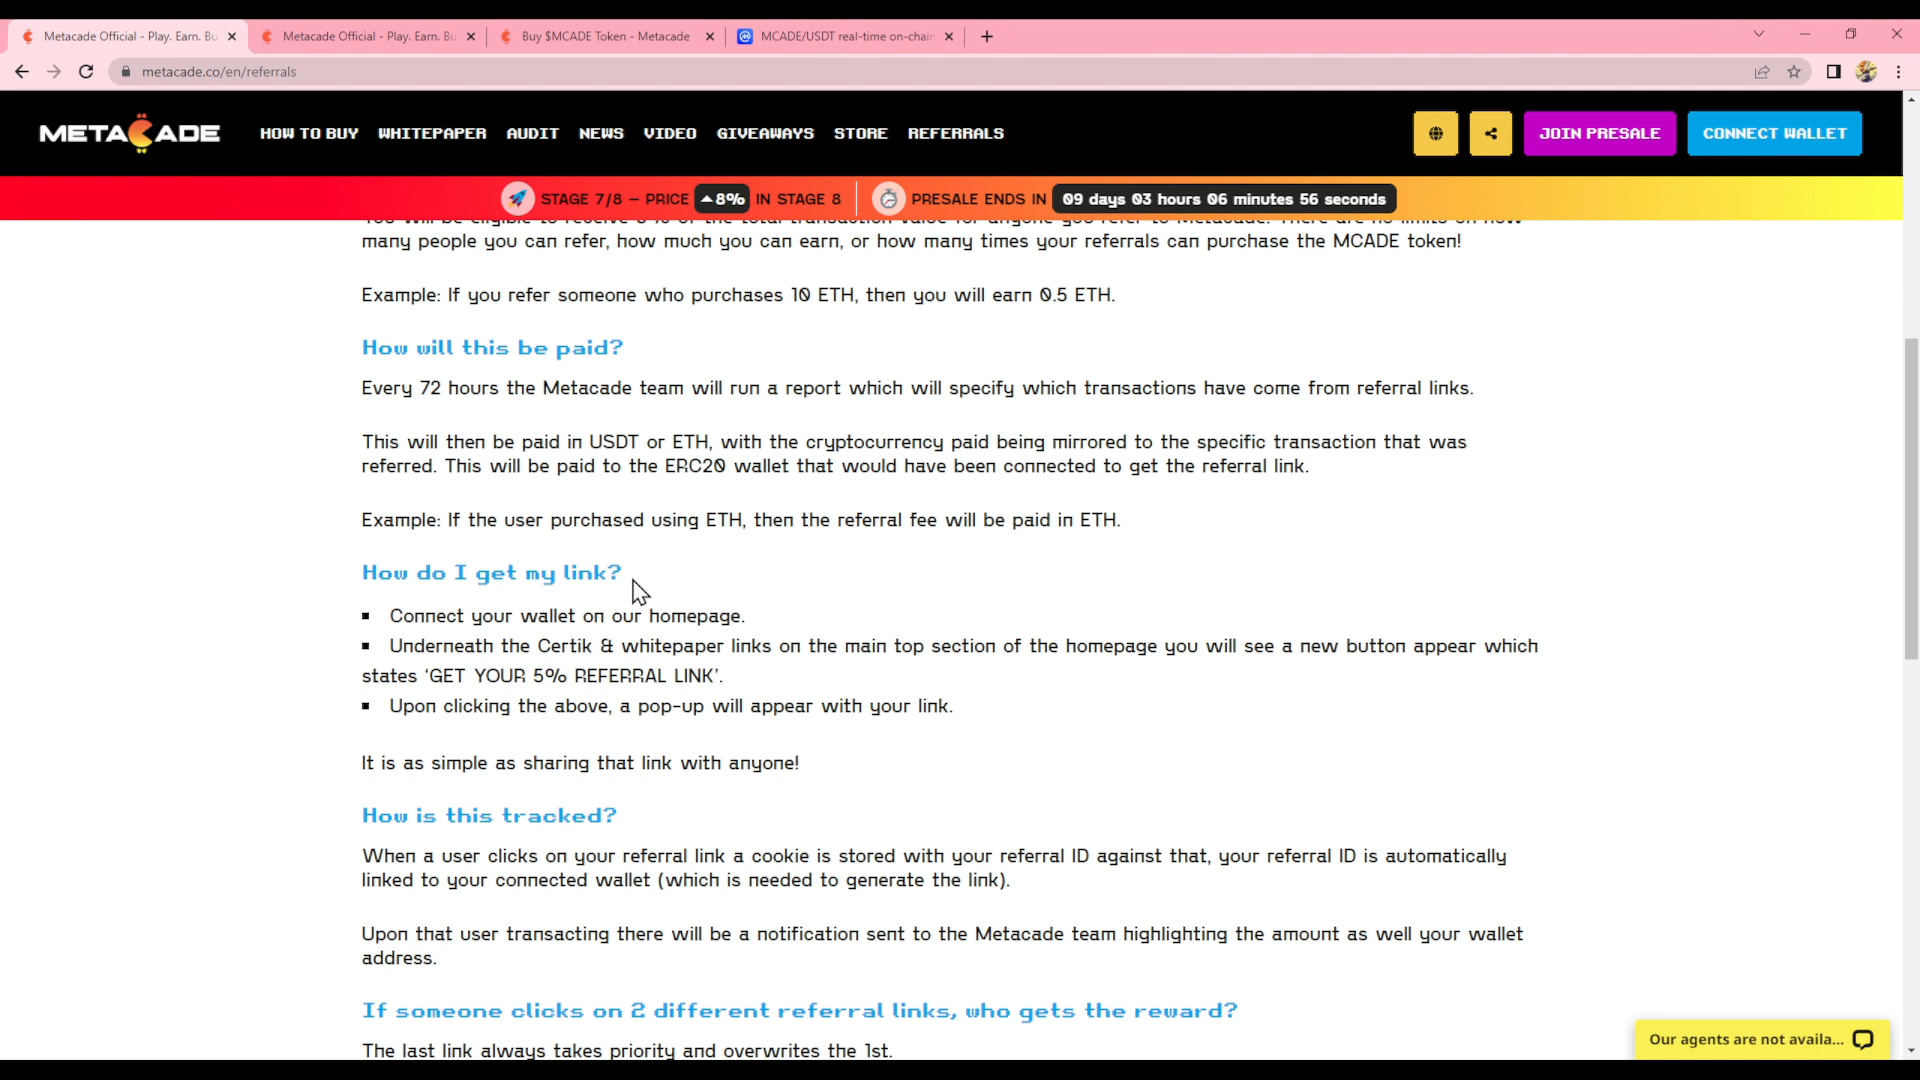 Metacade Official - Play. Earn. Bu
Metacade Official - Play. Earn. Bu
Buy $MCADE Token - Metacade
MCADE/USDT real-time on-chain
metacade.co/en/referrals
METACADE
HOW TO BUY
WHITEPAPER
AUDIT
NEWS
VIDEO
GIVEAWAYS
STORE
REFERRALS
JOIN PRESALE
CONNECT WALLET
STAGE 7/8 – PRICE ▲8% IN STAGE 8
PRESALE ENDS IN 09 days 03 hours 06 minutes 56 seconds
many people you can refer, how much you can earn, or how many times your referrals can purchase the MCADE token!
Example: If you refer someone who purchases 10 ETH, then you will earn 0.5 ETH.
How will this be paid?
Every 72 hours the Metacade team will run a report which will specify which transactions have come from referral links.
This will then be paid in USDT or ETH, with the cryptocurrency paid being mirrored to the specific transaction that was
referred. This will be paid to the ERC20 wallet that would have been connected to get the referral link.
Example: If the user purchased using ETH, then the referral fee will be paid in ETH.
How do I get my link?
▪ Connect your wallet on our homepage.
▪ Underneath the Certik & whitepaper links on the main top section of the homepage you will see a new button appear which
states ‘GET YOUR 5% REFERRAL LINK’.
▪ Upon clicking the above, a pop-up will appear with your link.
It is as simple as sharing that link with anyone!
How is this tracked?
When a user clicks on your referral link a cookie is stored with your referral ID against that, your referral ID is automatically
linked to your connected wallet (which is needed to generate the link).
Upon that user transacting there will be a notification sent to the Metacade team highlighting the amount as well your wallet
address.
If someone clicks on 2 different referral links, who gets the reward?
The last link always takes priority and overwrites the 1st.
Our agents are not availa...